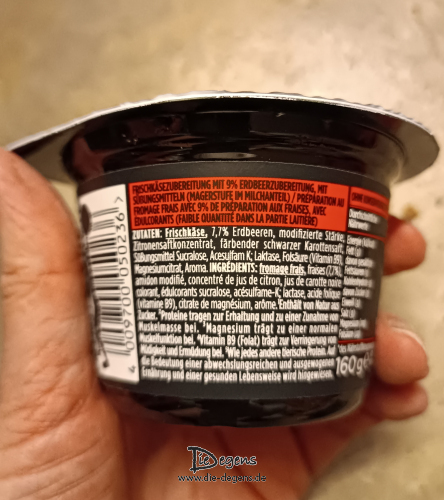 FRISCHKÄSEZUBEREITUNG MIT 9% ERDBEERZUBEREITUNG, MIT
SÜSSUNGSMITTELN (MAGERSTUFE IM MILCHANTEIL) / PRÉPARATION AU
FROMAGE FRAIS AVEC 9% DE PRÉPARATION AUX FRAISES, AVEC
ÉDULCORANTS (FAIBLE QUANTITÉ DANS LA PARTIE LAITIÈRE)
ZUTATEN: Frischkäse, 7,7% Erdbeeren, modifizierte Stärke,
Zitronensaftkonzentrat, färbender schwarzer Karottensaft,
Süßungsmittel Sucralose, Acesulfam K; Laktase, Folsäure (Vitamin B9),
Magnesiumcitrat, Aroma. INGRÉDIENTS: fromage frais, fraises (7,7%),
amidon modifié, concentré de jus de citron, jus de carotte noire
colorant, édulcorants sucralose, acésulfame-K; lactase, acide folique
(vitamine B9), citrate de magnésium, arôme. Enthält von Natur aus
Zucker. Proteine tragen zur Erhaltung und zu einer Zunahme von
Muskelmasse bei. Magnesium trägt zu einer normalen
Muskelfunktion bei. Vitamin B9 (Folat) trägt zur Verringerung von
Müdigkeit und Ermüdung bei. Wie jedes andere tierische Protein. Auf
die Bedeutung einer abwechslungsreichen und ausgewogenen
Ernährung und einer gesunden Lebensweise wird hingewiesen.
160g
4 009700 050236
Die Degens
www.die-degens.de